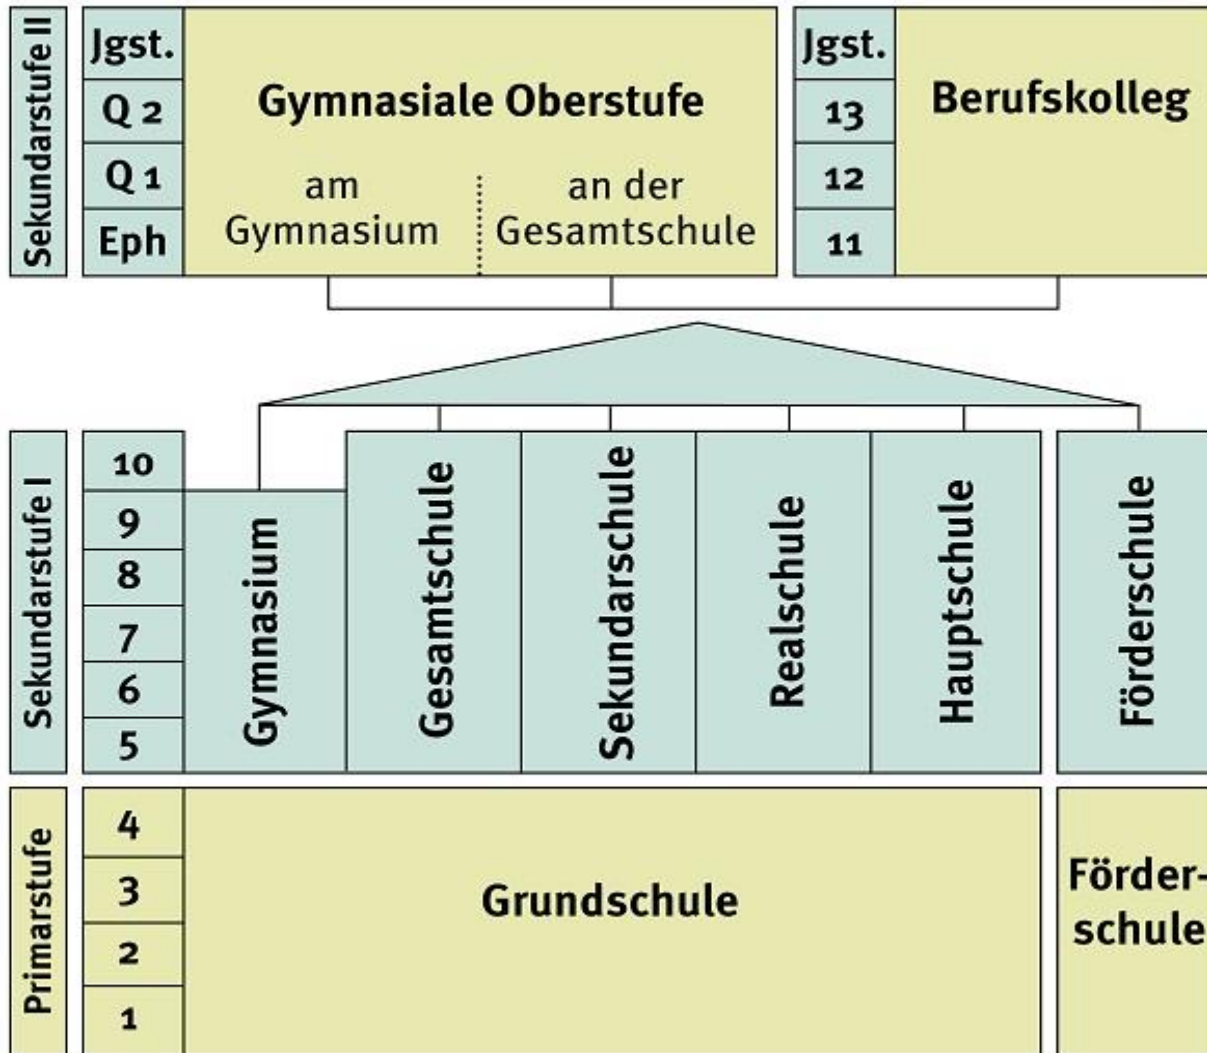 Sekundarstufe II
Jgst.
Q 2
Q 1
Eph
Gymnasiale Oberstufe
am
Gymnasium
an der
Gesamtschule
Jgst.
13
12
11
Berufskolleg
Sekundarstufe I
10
9
8
7
6
5
Gymnasium
Gesamtschule
Sekundarschule
Realschule
Hauptschule
Förderschule
Primarstufe
4
3
2
1
Grundschule
Förder-
schule